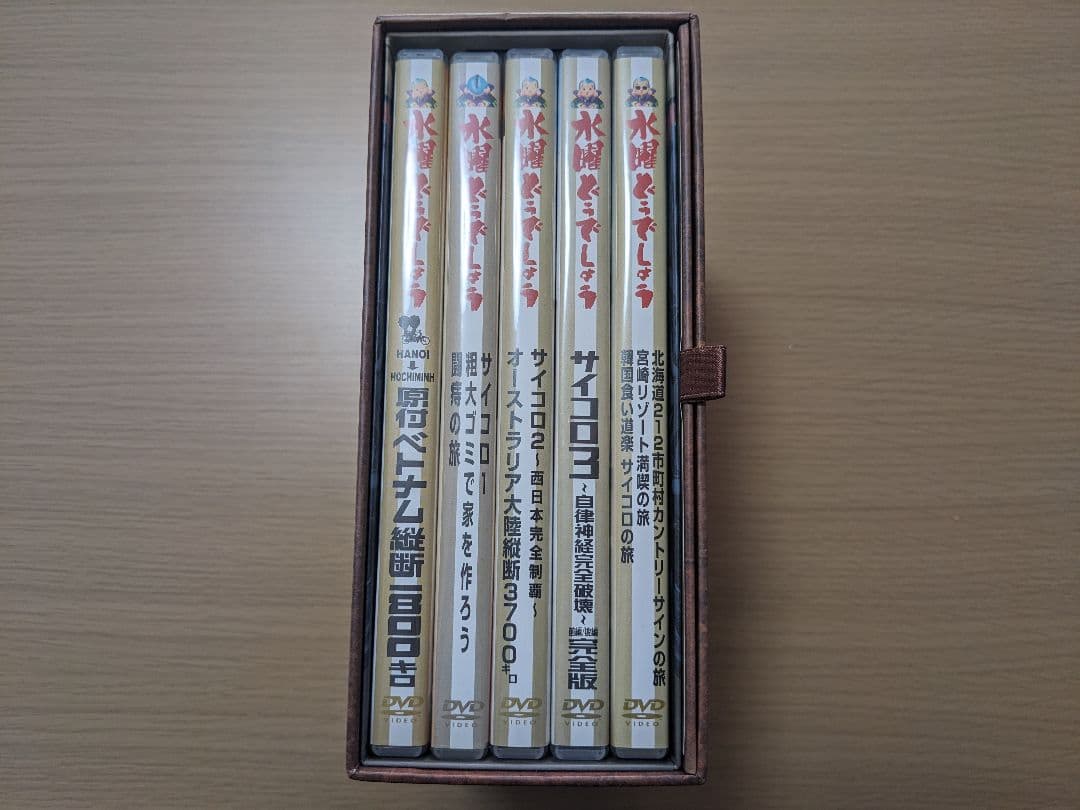 水曜どうでしょう
HANOI
HOCHIMINH
原付ベトナム縦断一八〇〇キロ
DVD
VIDEO
水曜どうでしょう
サイコロ1
粗大ゴミで家を作ろう
闘痔の旅
DVD
VIDEO
水曜どうでしょう
サイコロ2~西日本完全制覇~
オーストラリア大陸縦断3700キロ
DVD
VIDEO
水曜どうでしょう
サイコロ3
~自律神経完全破壊~
完全版
DVD
VIDEO
水曜どうでしょう
北海道212市町村カントリーサインの旅
宮崎リゾート満喫の旅
韓国食い道楽 サイコロの旅
DVD
VIDEO